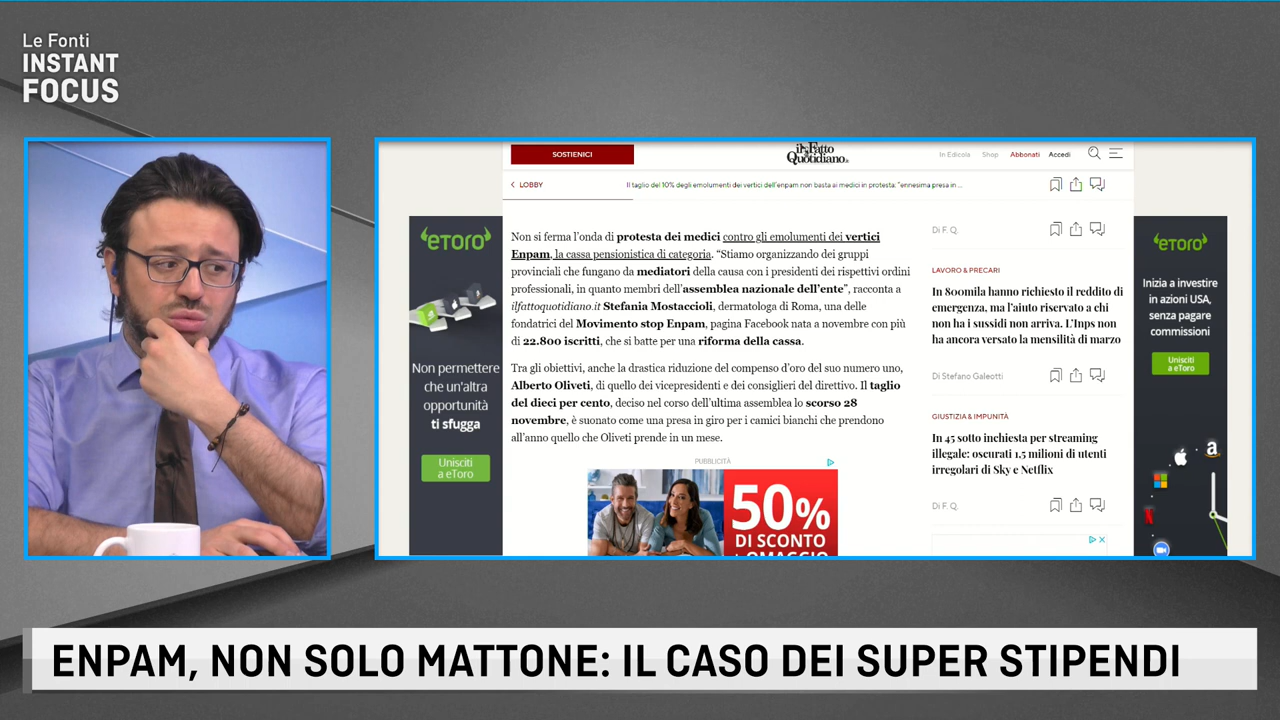 Le Fonti
INSTANT
FOCUS
SOSTIENICI
il Fatto
Quotidiano.it
In Edicola
Shop
Abbonati
Accedi
LOBBY
Il taglio del 10% degli emolumenti dei vertici dell'enpam non basta ai medici in protesta: "ennesima presa in ...
eTORO
Non permettere
che un'altra
opportunità
ti sfugga
Unisciti
a eToro
Non si ferma l'onda di protesta dei medici contro gli emolumenti dei vertici
Enpam, la cassa pensionistica di categoria. "Stiamo organizzando dei gruppi
provinciali che fungano da mediatori della causa con i presidenti dei rispettivi ordini
professionali, in quanto membri dell'assemblea nazionale dell'ente", racconta a
ilfattoquotidiano.it Stefania Mostaccioli, dermatologa di Roma, una delle
fondatrici del Movimento stop Enpam, pagina Facebook nata a novembre con più
di 22.800 iscritti, che si batte per una riforma della cassa.
Tra gli obiettivi, anche la drastica riduzione del compenso d'oro del suo numero uno,
Alberto Oliveti, di quello dei vicepresidenti e dei consiglieri del direttivo. Il taglio
del dieci per cento, deciso nel corso dell'ultima assemblea lo scorso 28
novembre, è suonato come una presa in giro per i camici bianchi che prendono
all'anno quello che Oliveti prende in un mese.
PUBBLICITÀ
50%
DI SCONTO
+ OMAGGIO
Di F. Q.
LAVORO & PRECARI
In 800mila hanno richiesto il reddito di
emergenza, ma l'aiuto riservato a chi
non ha i sussidi non arriva. L'Inps non
ha ancora versato la mensilità di marzo
Di Stefano Galeotti
GIUSTIZIA & IMPUNITÀ
In 45 sotto inchiesta per streaming
illegale: oscurati 1,5 milioni di utenti
irregolari di Sky e Netflix
Di F. Q.
eTORO
Inizia a investire
in azioni USA,
senza pagare
commissioni
Unisciti
a eToro
ENPAM, NON SOLO MATTONE: IL CASO DEI SUPER STIPENDI